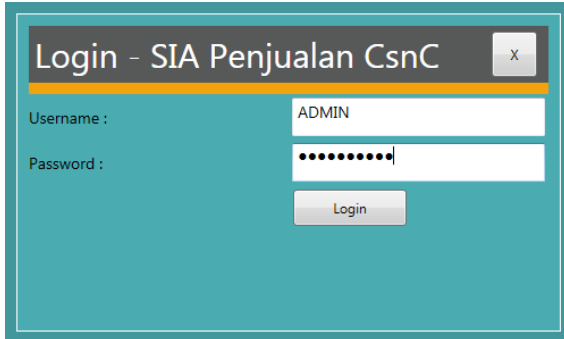 Login - SIA Penjualan CsnC
X
Username :
ADMIN
Password :
●●●●●●●●●●
Login